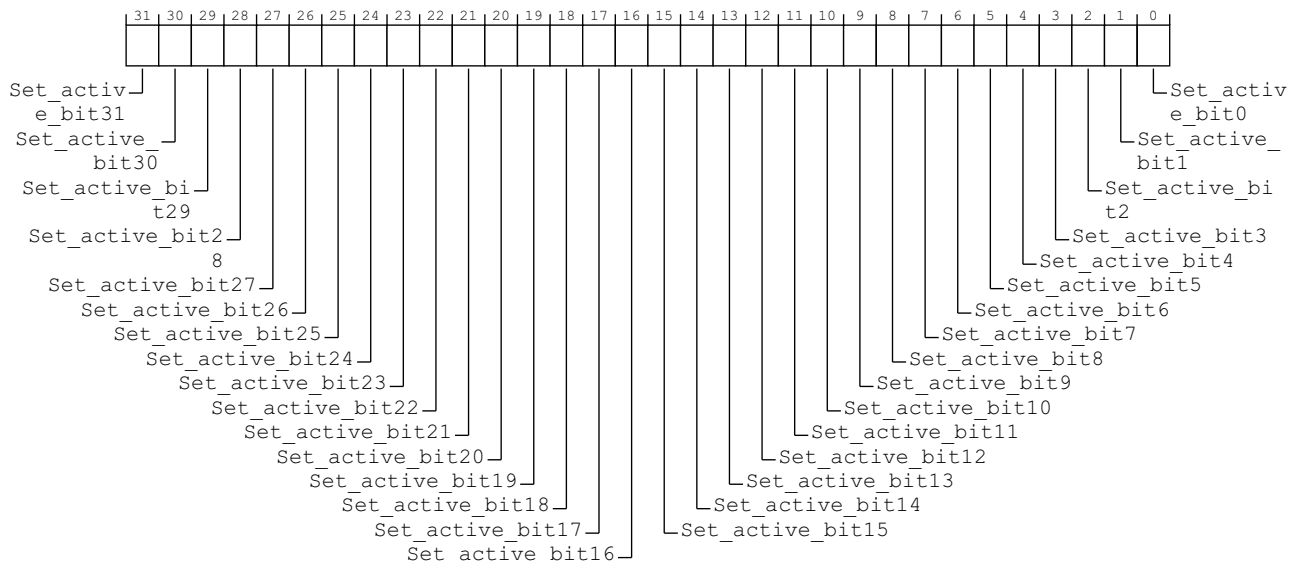 31 30 29 28 27 26 25 24 23 22 21 20 19 18 17 16 15 14 13 12 11 10 9 8 7 6 5 4 3 2 1 0
Set_activ
e_bit31
Set_activ
e_bit0
Set_active_
bit30
Set_active_
bit1
Set_active_bi
t29
Set_active_bi
t2
Set_active_bit2
8
Set_active_bit3
Set_active_bit4
Set_active_bit27
Set_active_bit5
Set_active_bit26
Set_active_bit6
Set_active_bit25
Set_active_bit7
Set_active_bit24
Set_active_bit8
Set_active_bit23
Set_active_bit9
Set_active_bit22
Set_active_bit10
Set_active_bit21
Set_active_bit11
Set_active_bit20
Set_active_bit12
Set_active_bit19
Set_active_bit13
Set_active_bit18
Set_active_bit14
Set_active_bit17
Set_active_bit15
Set active bit16